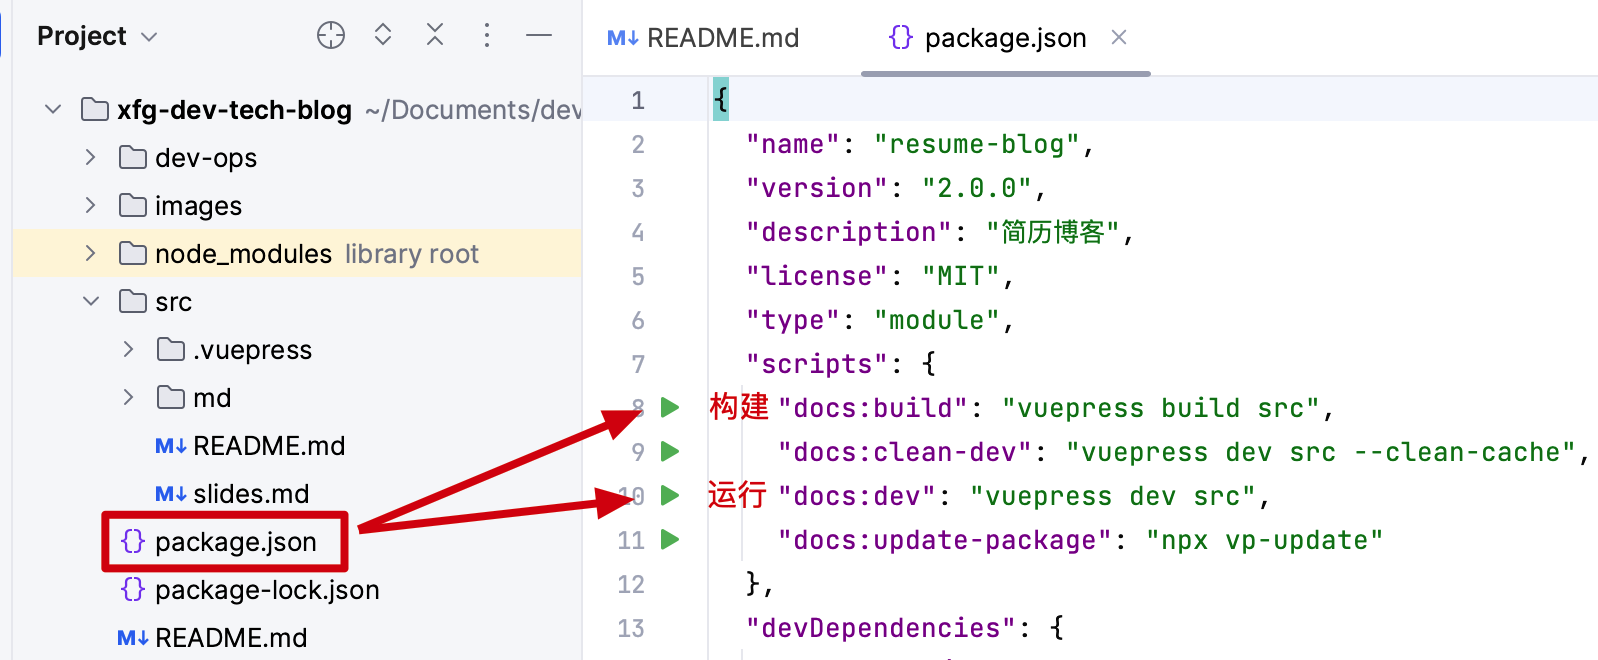 Project
xfg-dev-tech-blog ~/Documents/dev
dev-ops
images
node_modules library root
src
.vuepress
md
M↓ README.md
M↓ slides.md
{} package.json
{} package-lock.json
M↓ README.md
M↓ README.md
{} package.json ×
1 {
2 "name": "resume-blog",
3 "version": "2.0.0",
4 "description": "简历博客",
5 "license": "MIT",
6 "type": "module",
7 "scripts": {
8 构建 "docs:build": "vuepress build src",
9 "docs:clean-dev": "vuepress dev src --clean-cache",
10 运行 "docs:dev": "vuepress dev src",
11 "docs:update-package": "npx vp-update"
12 },
13 "devDependencies": {